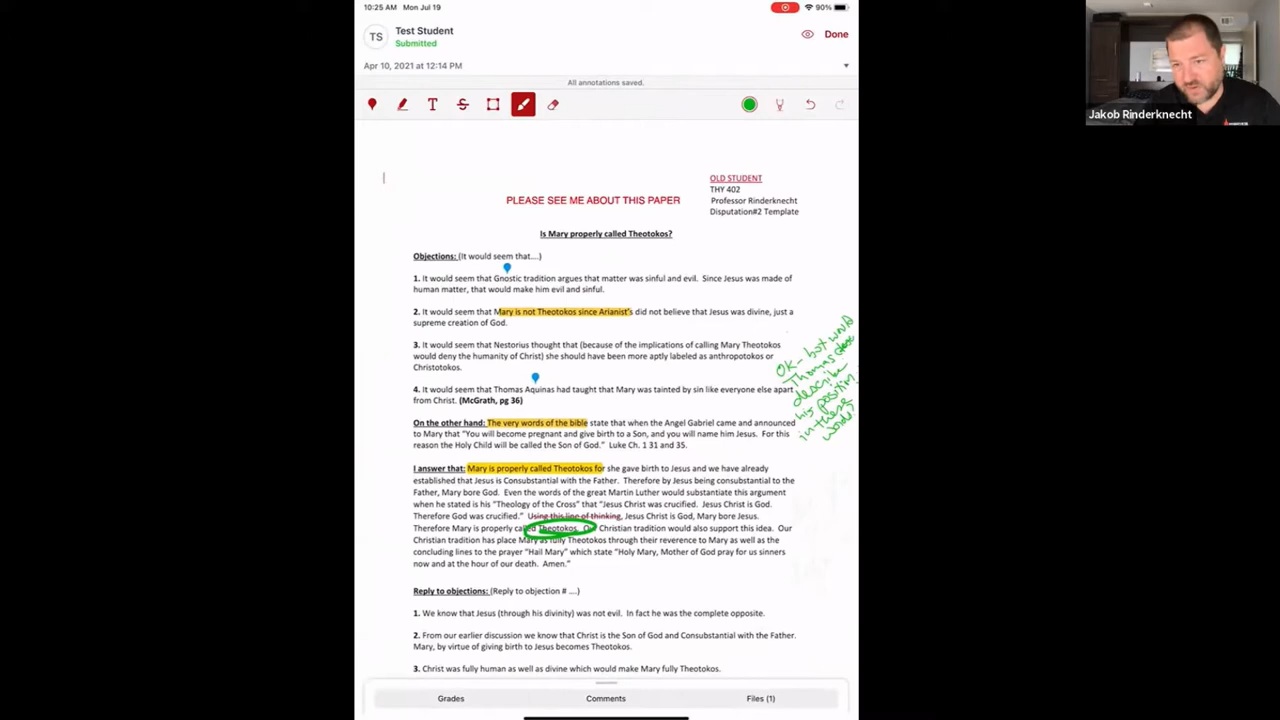 10:25 AM Mon Jul 19
90%
TS
Test Student
Submitted
Done
Apr 10, 2021 at 12:14 PM
All annotations saved.
T
S
Jakob Rinderknecht
OLD STUDENT
THY 402
PLEASE SEE ME ABOUT THIS PAPER
Professor Rinderknecht
Disputation#2 Template
Is Mary properly called Theotokos?
Objections: (It would seem that....)
1. It would seem that Gnostic tradition argues that matter was sinful and evil. Since Jesus was made of
human matter, that would make him evil and sinful.
2. It would seem that Mary is not Theotokos since Arianist's did not believe that Jesus was divine, just a
supreme creation of God.
3. It would seem that Nestorius thought that (because of the implications of calling Mary Theotokos
would deny the humanity of Christ) she should have been more aptly labeled as anthropotokos or
Christotokos.
4. It would seem that Thomas Aquinas had taught that Mary was tainted by sin like everyone else apart
from Christ. (McGrath, pg 36)
OK - but would
Thomas
describe
his position
in these
words?
On the other hand: The very words of the bible state that when the Angel Gabriel came and announced
to Mary that "You will become pregnant and give birth to a Son, and you will name him Jesus. For this
reason the Holy Child will be called the Son of God." Luke Ch. 1 31 and 35.
I answer that: Mary is properly called Theotokos for she gave birth to Jesus and we have already
established that Jesus is Consubstantial with the Father. Therefore by Jesus being consubstantial to the
Father, Mary bore God. Even the words of the great Martin Luther would substantiate this argument
when he stated is his "Theology of the Cross" that "Jesus Christ was crucified. Jesus Christ is God.
Therefore God was crucified." Using this line of thinking, Jesus Christ is God, Mary bore Jesus.
Therefore Mary is properly called Theotokos. Our Christian tradition would also support this idea. Our
Christian tradition has place Mary as fully Theotokos through their reverence to Mary as well as the
concluding lines to the prayer "Hail Mary" which state "Holy Mary, Mother of God pray for us sinners
now and at the hour of our death. Amen."
Reply to objections: (Reply to objection # ....)
1. We know that Jesus (through his divinity) was not evil. In fact he was the complete opposite.
2. From our earlier discussion we know that Christ is the Son of God and Consubstantial with the Father.
Mary, by virtue of giving birth to Jesus becomes Theotokos.
3. Christ was fully human as well as divine which would make Mary fully Theotokos.
Grades
Comments
Files (1)